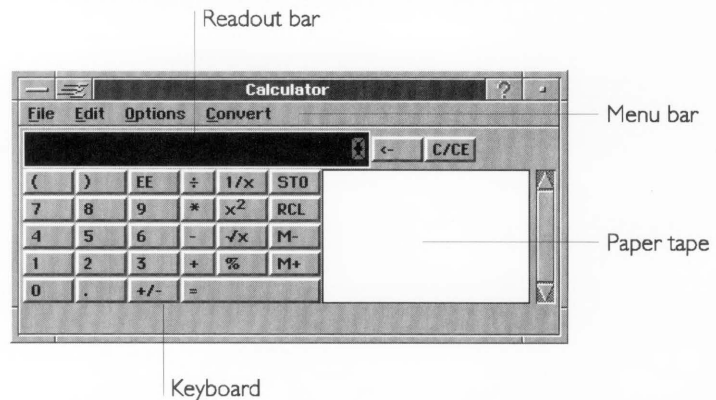 Readout bar
Calculator ?
File Edit Options Convert
Menu bar
<- C/CE
( ) EE ÷ 1/x STO
7 8 9 * x² RCL
4 5 6 - √x M-
Paper tape
1 2 3 + % M+
0 . +/- =
Keyboard